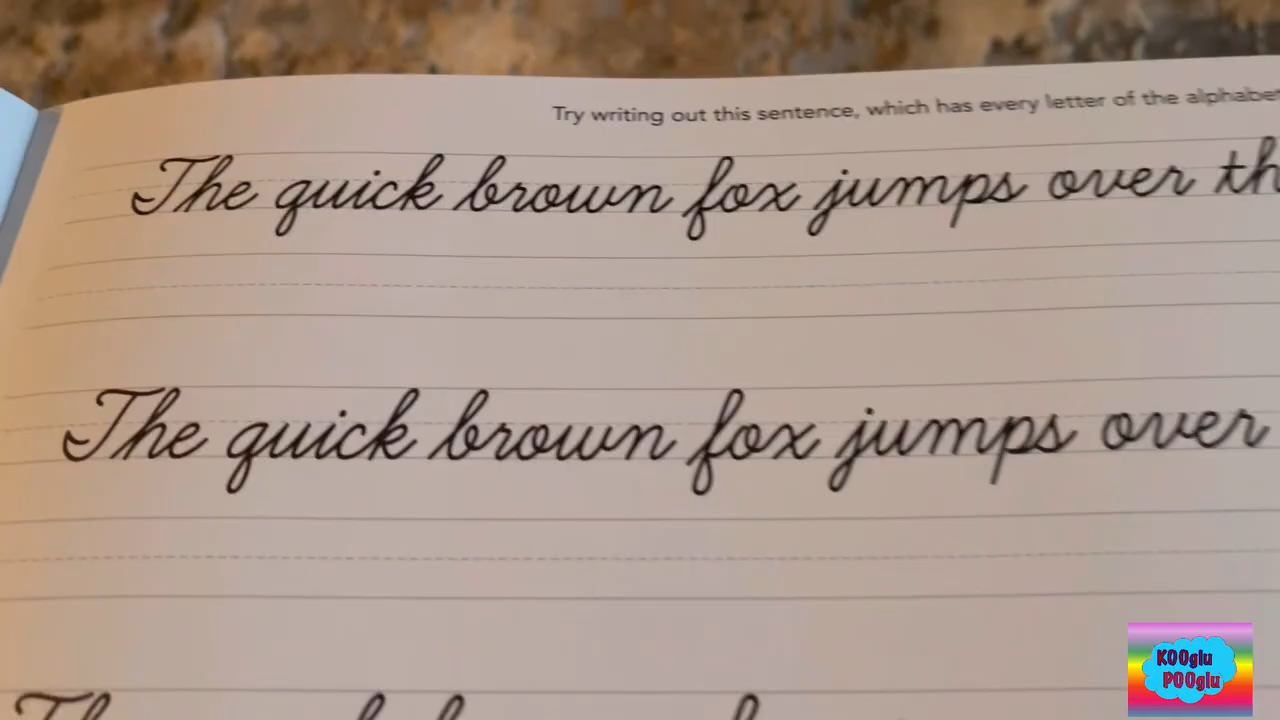 Try writing out this sentence, which has every letter of the alphabet
The quick brown fox jumps over th
The quick brown fox jumps over
KOOglu
POOglu